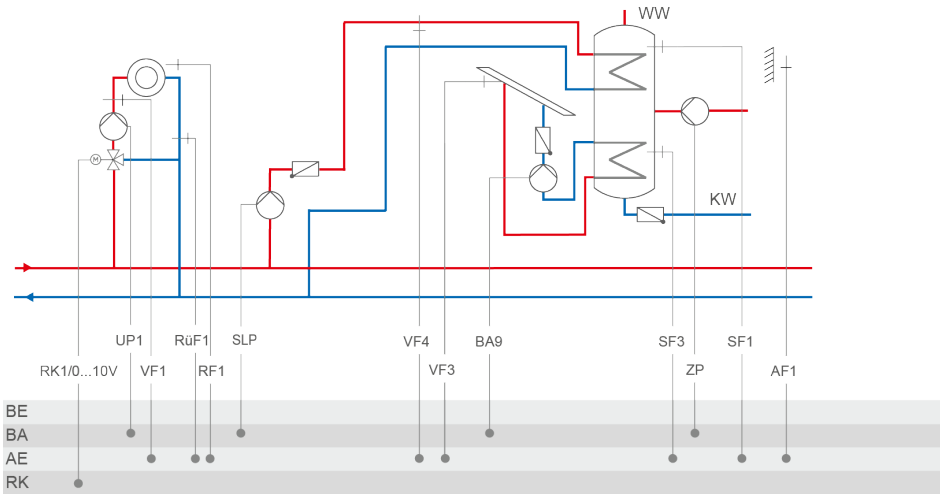 WW
M
KW
UP1 RüF1 SLP VF4 BA9 SF3 SF1
RK1/0...10V VF1 RF1 VF3 ZP AF1
BE
BA
AE
RK